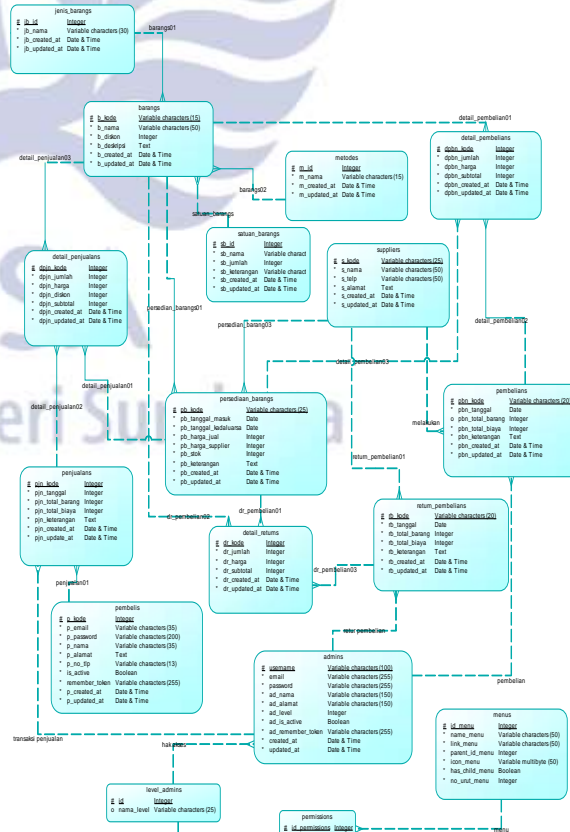 jenis_barangs
# jb_id Integer
* jb_nama Variable characters (30)
* jb_created_at Date & Time
* jb_updated_at Date & Time
barangs01
barangs
# b_kode Variable characters (15)
* b_nama Variable characters (50)
* b_diskon Integer
* b_deskripsi Text
* b_created_at Date & Time
* b_updated_at Date & Time
detail_pembelian01
detail_pembelians
# dpbn_kode Integer
* dpbn_jumlah Integer
* dpbn_harga Integer
* dpbn_subtotal Integer
* dpbn_created_at Date & Time
* dpbn_updated_at Date & Time
detail_penjualan03
metodes
# m_id Integer
* m_nama Variable characters (15)
* m_created_at Date & Time
* m_updated_at Date & Time
barangs02
satuan_barangs
satuan_barangs
# sb_id Integer
* sb_nama Variable charact
* sb_jumlah Integer
* sb_keterangan Variable charact
* sb_created_at Date & Time
* sb_updated_at Date & Time
suppliers
# s_kode Variable characters (25)
* s_nama Variable characters (50)
* s_telp Variable characters (50)
* s_alamat Text
* s_created_at Date & Time
* s_updated_at Date & Time
detail_penjualans
# dpjn_kode Integer
* dpjn_jumlah Integer
* dpjn_harga Integer
* dpjn_diskon Integer
* dpjn_subtotal Integer
* dpjn_created_at Date & Time
* dpjn_updated_at Date & Time
persedian_barangs01
persedian_barang03
detail_pembelian02
detail_pembelian03
detail_penjualan01
detail_penjualan02
eri Su
persediaan_barangs
# pb_kode Variable characters (25)
* pb_tanggal_masuk Date
* pb_tanggal_kadaluarsa Date
* pb_harga_jual Integer
* pb_harga_supplier Integer
* pb_stok Integer
* pb_keterangan Text
* pb_created_at Date & Time
* pb_updated_at Date & Time
pembelians
# pbn_kode Variable characters (20)
* pbn_tanggal Date
o pbn_total_barang Integer
* pbn_total_biaya Integer
* pbn_keterangan Text
* pbn_created_at Date & Time
* pbn_updated_at Date & Time
melakukan
return_pembelian01
penjualans
# pjn_kode Integer
* pjn_tanggal Integer
* pjn_total_barang Integer
* pjn_total_biaya Integer
* pjn_keterangan Text
* pjn_created_at Date & Time
* pjn_update_at Date & Time
dr_pembelian02
dr_pembelian01
detail_returns
# dr_kode Integer
* dr_jumlah Integer
* dr_harga Integer
* dr_subtotal Integer
* dr_created_at Date & Time
* dr_updated_at Date & Time
dr_pembelian03
return_pembelians
# rb_kode Variable characters (20)
* rb_tanggal Date
* rb_total_barang Integer
* rb_total_biaya Integer
* rb_keterangan Text
* rb_created_at Date & Time
* rb_updated_at Date & Time
penjualan01
pembelis
# p_kode Integer
* p_email Variable characters (35)
* p_password Variable characters (200)
* p_nama Variable characters (35)
* p_alamat Text
* p_no_tlp Variable characters (13)
* is_active Boolean
* remember_token Variable characters (255)
* p_created_at Date & Time
* p_updated_at Date & Time
retur pembelian
admins
# username Variable characters (100)
* email Variable characters (255)
* password Variable characters (255)
* ad_nama Variable characters (150)
* ad_alamat Variable characters (150)
* ad_level Integer
* ad_is_active Boolean
* ad_remember_token Variable characters (255)
* created_at Date & Time
* updated_at Date & Time
pembelian
transaksi penjualan
hak akses
menus
# id_menu Integer
* name_menu Variable characters (50)
* link_menu Variable characters (50)
* parent_id_menu Integer
* icon_menu Variable multibyte (50)
* has_child_menu Boolean
* no_urut_menu Integer
level_admins
# id Integer
o nama_level Variable characters (25)
permissions
# id_permissions Integer
menu